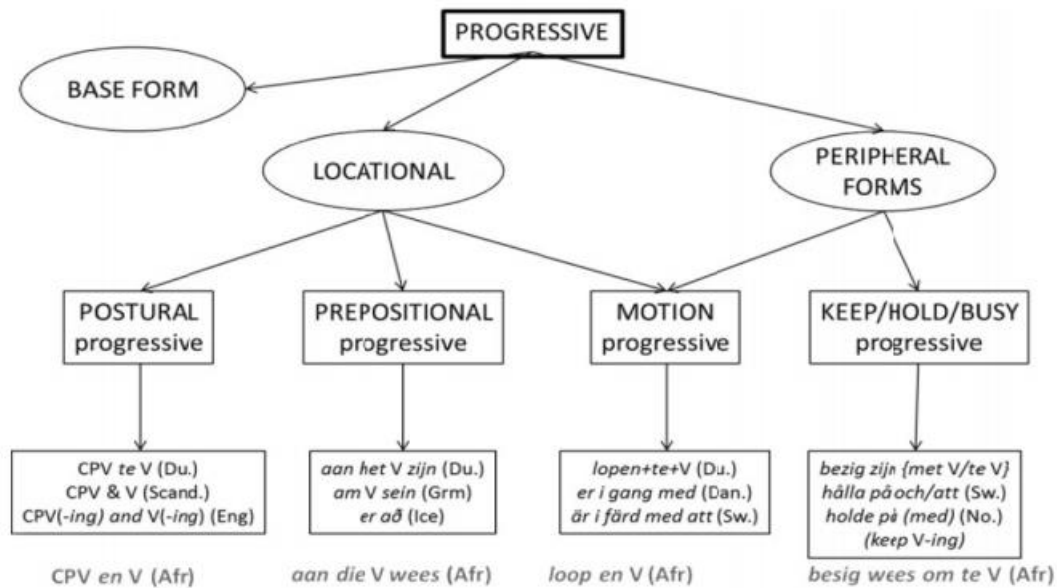 PROGRESSIVE
BASE FORM
LOCATIONAL
PERIPHERAL
FORMS
POSTURAL
progressive
PREPOSITIONAL
progressive
MOTION
progressive
KEEP/HOLD/BUSY
progressive
CPV te V (Du.)
CPV & V (Scand.)
CPV(-ing) and V(-ing) (Eng)
aan het V zijn (Du.)
am V sein (Grm)
er að (Ice)
lopen+te+V (Du.)
er i gang med (Dan.)
är i färd med att (Sw.)
bezig zijn {met V/te V}
hålla på och/att (Sw.)
holde på (med) (No.)
(keep V-ing)
CPV en V (Afr)
aan die V wees (Afr)
loop en V (Afr)
besig wees om te V (Afr)